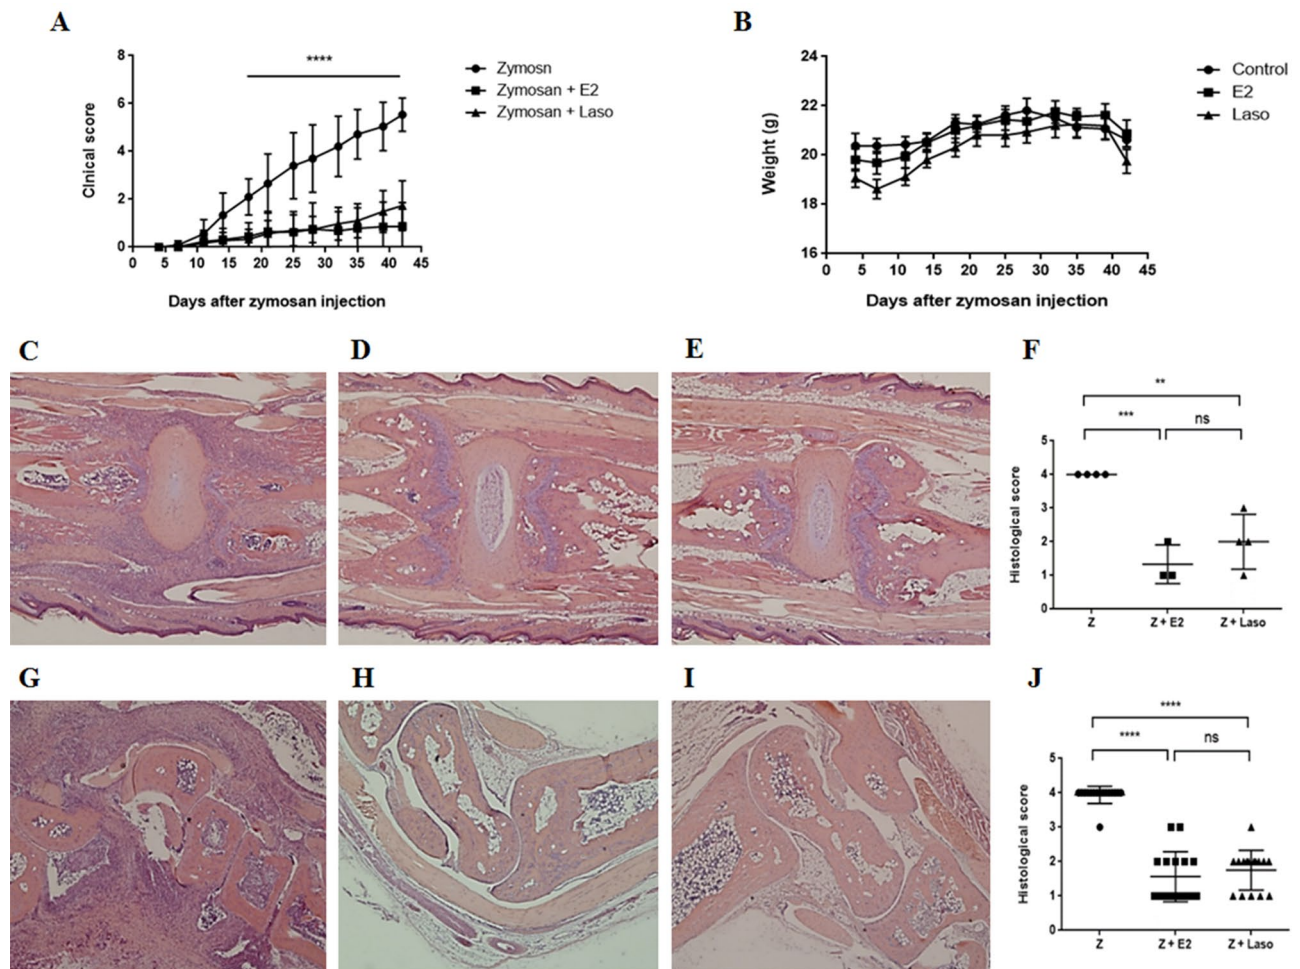 A
8
6
4
2
0
Clnical score
****
Zymosn
Zymosan + E2
Zymosan + Laso
0 5 10 15 20 25 30 35 40 45
Days after zymosan injection
B
24
22
20
18
16
Weight (g)
Control
E2
Laso
0 5 10 15 20 25 30 35 40 45
Days after zymosan injection
C
D
E
F
**
***
ns
5
4
3
2
1
0
Histological score
Z Z + E2 Z + Laso
G
H
I
J
****
****
ns
5
4
3
2
1
0
Histological score
Z Z + E2 Z + Laso